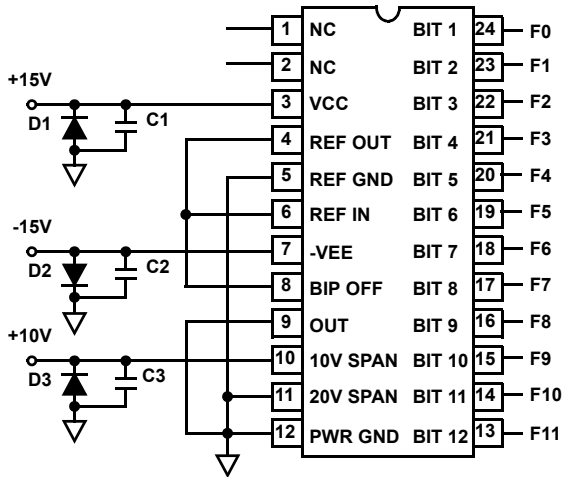 1 NC BIT 1 24 F0
2 NC BIT 2 23 F1
+15V
3 VCC BIT 3 22 F2
D1 C1
4 REF OUT BIT 4 21 F3
5 REF GND BIT 5 20 F4
6 REF IN BIT 6 19 F5
-15V
7 -VEE BIT 7 18 F6
D2 C2
8 BIP OFF BIT 8 17 F7
9 OUT BIT 9 16 F8
+10V
10 10V SPAN BIT 10 15 F9
D3 C3
11 20V SPAN BIT 11 14 F10
12 PWR GND BIT 12 13 F11